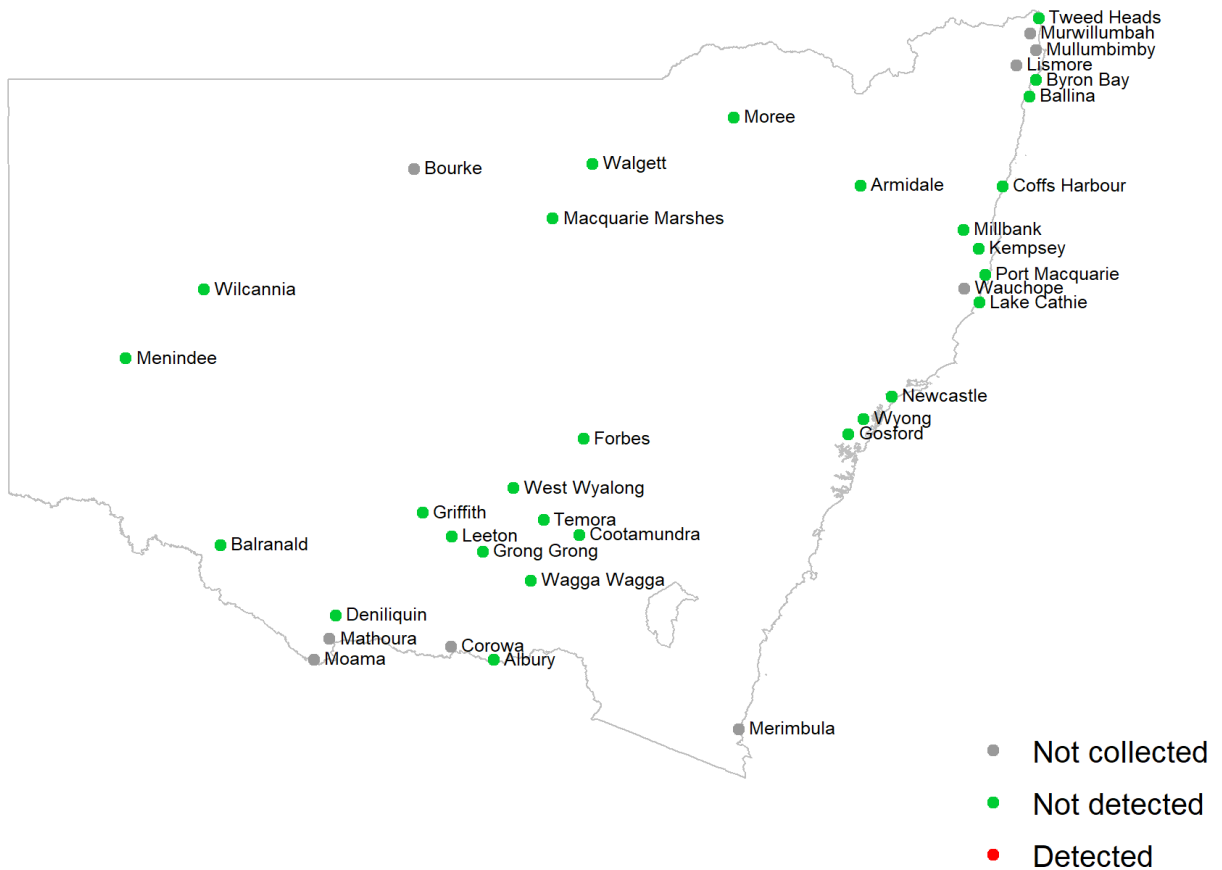 Tweed Heads
Murwillumbah
Mullumbimby
Lismore
Byron Bay
Ballina
Moree
Walgett
Bourke
Armidale
Coffs Harbour
Macquarie Marshes
Millbank
Kempsey
Port Macquarie
Wauchope
Wilcannia
Lake Cathie
Menindee
Newcastle
Wyong
Gosford
Forbes
West Wyalong
Griffith
Temora
Cootamundra
Leeton
Balranald
Grong Grong
Wagga Wagga
Deniliquin
Mathoura
Corowa
Moama
Albury
Merimbula
Not collected
Not detected
Detected